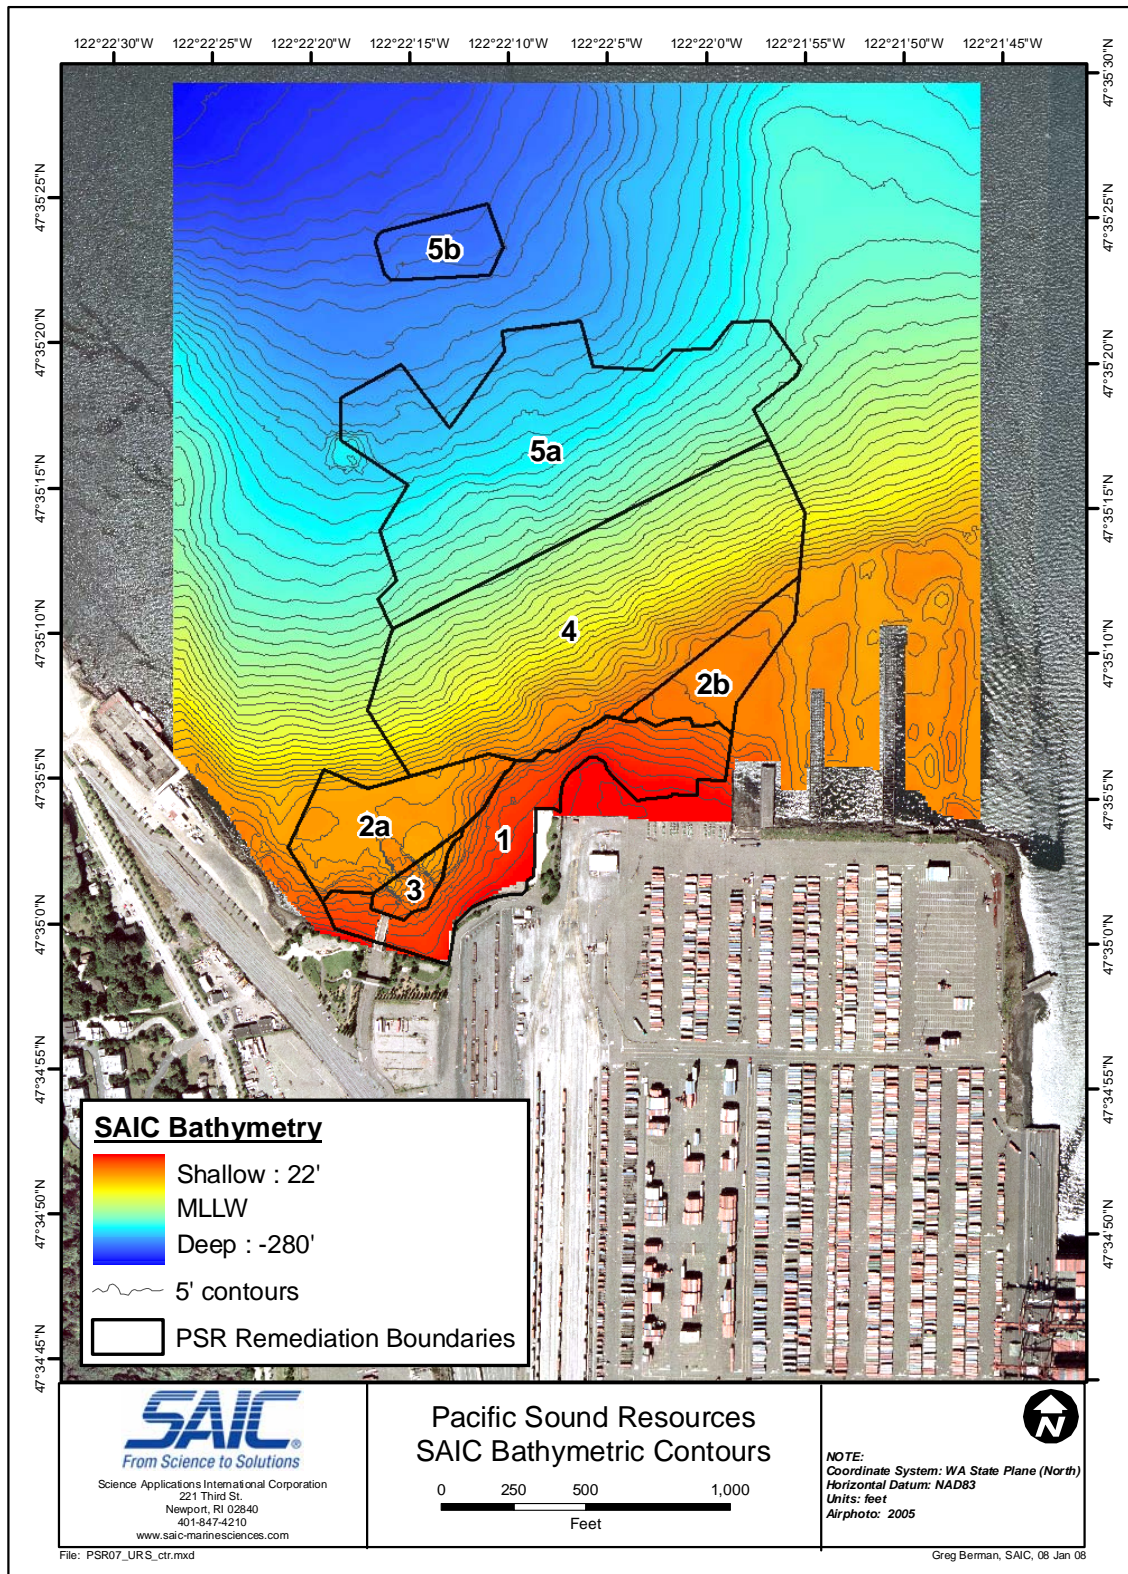 122°22'30"W 122°22'25"W 122°22'20"W 122°22'15"W 122°22'10"W 122°22'5"W 122°22'0"W 122°21'55"W 122°21'50"W 122°21'45"W
47°35'30"N
47°35'25"N 47°35'25"N
47°35'20"N 47°35'20"N
47°35'15"N 47°35'15"N
47°35'10"N 47°35'10"N
47°35'5"N 47°35'5"N
47°35'0"N 47°35'0"N
47°34'55"N 47°34'55"N
47°34'50"N 47°34'50"N
47°34'45"N
5b
5a
4
2b
2a
1
3
SAIC Bathymetry
Shallow : 22'
MLLW
Deep : -280'
5' contours
PSR Remediation Boundaries
SAIC®
From Science to Solutions
Science Applications International Corporation
221 Third St.
Newport, RI 02840
401-847-4210
www.saic-marinesciences.com
Pacific Sound Resources
SAIC Bathymetric Contours
0 250 500 1,000
Feet
N
NOTE:
Coordinate System: WA State Plane (North)
Horizontal Datum: NAD83
Units: feet
Airphoto: 2005
File: PSR07_URS_ctr.mxd
Greg Berman, SAIC, 08 Jan 08